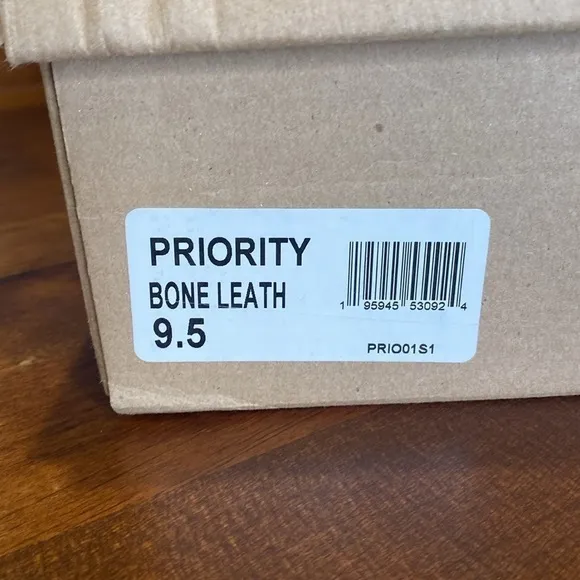 PRIORITY
BONE LEATH
9.5
1 95945 53092 4
PRIO01S1